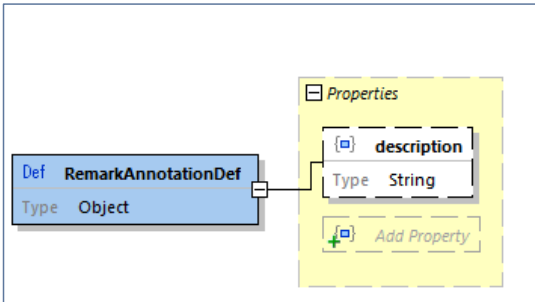 Properties
description
Type String
Def RemarkAnnotationDef
Type Object
Add Property